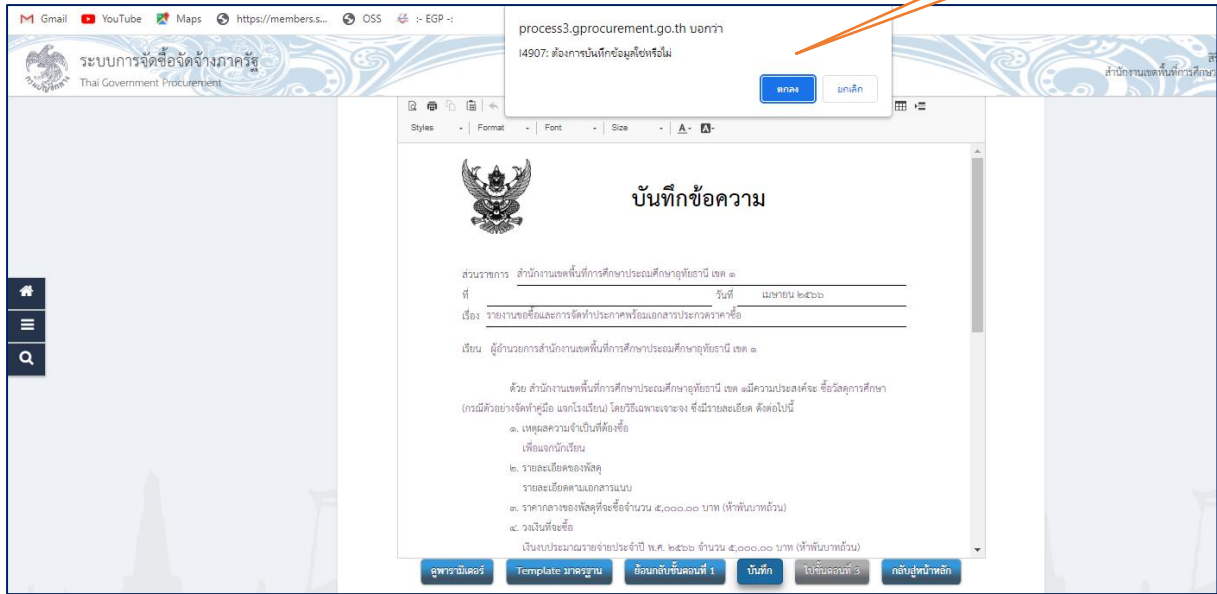 Gmail YouTube Maps https://members.s... OSS :- EGP -:
process3.gprocurement.go.th บอกว่า
I4907: ต้องการบันทึกข้อมูลใช่หรือไม่
ตกลง ยกเลิก
ระบบการจัดซื้อจัดจ้างภาครัฐ
Thai Government Procurement
สำนักงานเขตพื้นที่การศึกษา
Styles Format Font Size A A
บันทึกข้อความ
ส่วนราชการ สำนักงานเขตพื้นที่การศึกษาประถมศึกษาอุทัยธานี เขต ๑
ที่ วันที่ เมษายน ๒๕๖๖
เรื่อง รายงานขอซื้อและการจัดทำประกาศพร้อมเอกสารประกวดราคาซื้อ
เรียน ผู้อำนวยการสำนักงานเขตพื้นที่การศึกษาประถมศึกษาอุทัยธานี เขต ๑
ด้วย สำนักงานเขตพื้นที่การศึกษาประถมศึกษาอุทัยธานี เขต ๑มีความประสงค์จะ ซื้อวัสดุการศึกษา
(กรณีตัวอย่างจัดทำคู่มือ แจกโรงเรียน) โดยวิธีเฉพาะเจาะจง ซึ่งมีรายละเอียด ดังต่อไปนี้
๑. เหตุผลความจำเป็นที่ต้องซื้อ
เพื่อแจกนักเรียน
๒. รายละเอียดของพัสดุ
รายละเอียดตามเอกสารแนบ
๓. ราคากลางของพัสดุที่จะซื้อจำนวน ๕,๐๐๐.๐๐ บาท (ห้าพันบาทถ้วน)
๔. วงเงินที่จะซื้อ
เงินงบประมาณรายจ่ายประจำปี พ.ศ. ๒๕๖๖ จำนวน ๕,๐๐๐.๐๐ บาท (ห้าพันบาทถ้วน)
ดูพารามิเตอร์ Template มาตรฐาน ย้อนกลับขั้นตอนที่ 1 บันทึก ไปขั้นตอนที่ 3 กลับสู่หน้าหลัก